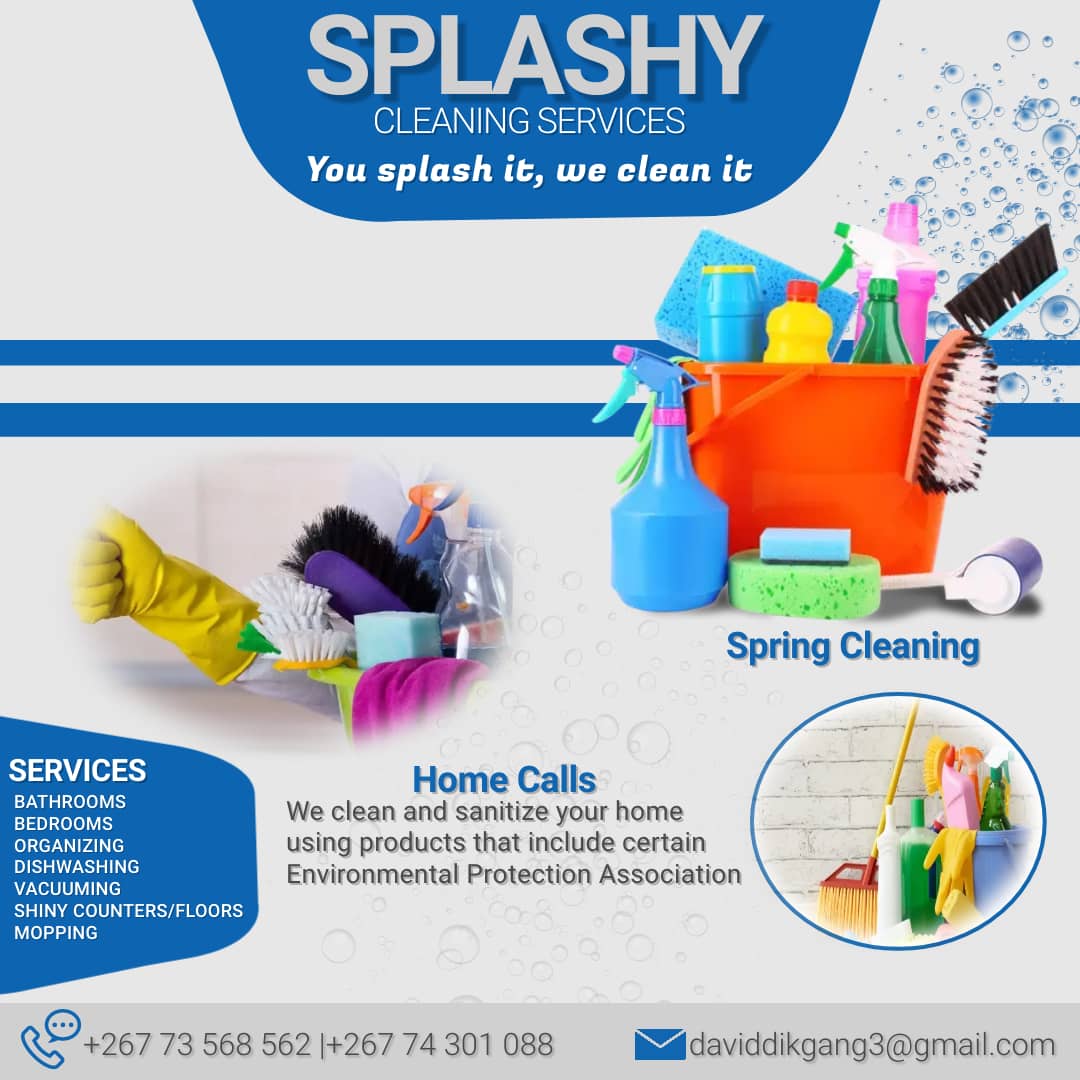 SPLASHY
CLEANING SERVICES
You splash it, we clean it
Spring Cleaning
SERVICES
BATHROOMS
BEDROOMS
ORGANIZING
DISHWASHING
VACUUMING
SHINY COUNTERS/FLOORS
MOPPING
Home Calls
We clean and sanitize your home
using products that include certain
Environmental Protection Association
+267 73 568 562 |+267 74 301 088
daviddikgang3@gmail.com